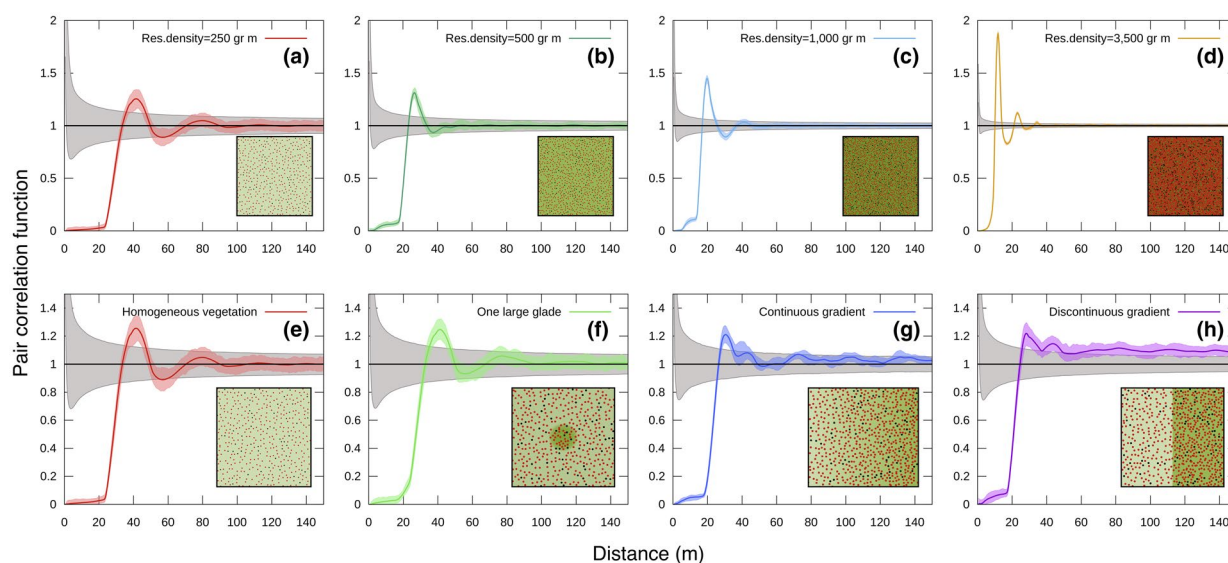 Pair correlation function
2
1.5
1
0.5
0
Res.density=250 gr m
(a)
0 20 40 60 80 100 120 140
2
1.5
1
0.5
0
Res.density=500 gr m
(b)
0 20 40 60 80 100 120 140
2
1.5
1
0.5
0
Res.density=1,000 gr m
(c)
0 20 40 60 80 100 120 140
2
1.5
1
0.5
0
Res.density=3,500 gr m
(d)
0 20 40 60 80 100 120 140
1.4
1.2
1
0.8
0.6
0.4
0.2
0
Homogeneous vegetation
(e)
0 20 40 60 80 100 120 140
1.4
1.2
1
0.8
0.6
0.4
0.2
0
One large glade
(f)
0 20 40 60 80 100 120 140
1.4
1.2
1
0.8
0.6
0.4
0.2
0
Continuous gradient
(g)
0 20 40 60 80 100 120 140
1.4
1.2
1
0.8
0.6
0.4
0.2
0
Discontinuous gradient
(h)
0 20 40 60 80 100 120 140
Distance (m)